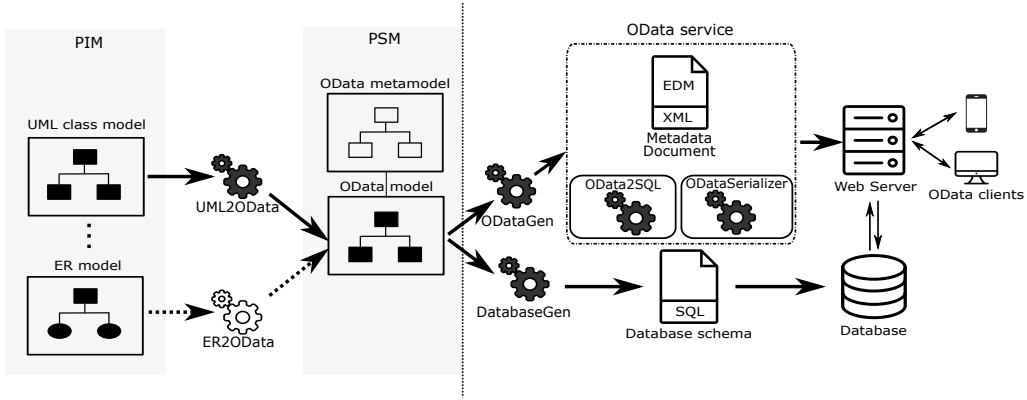 PIM
UML class model
ER model
UML2OData
ER2OData
PSM
OData metamodel
OData model
ODataGen
DatabaseGen
OData service
EDM
XML
Metadata
Document
OData2SQL
ODataSerializer
SQL
Database schema
Web Server
OData clients
Database